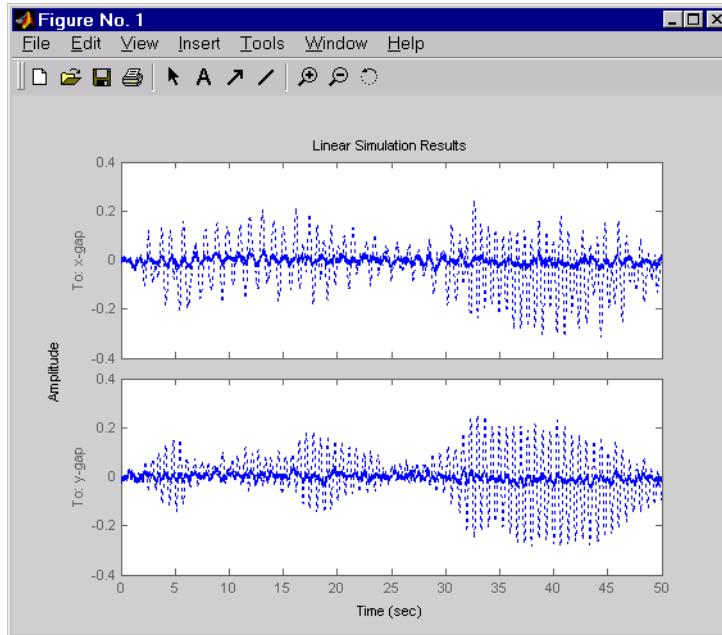 Figure No. 1
File Edit View Insert Tools Window Help
A
Linear Simulation Results
0.4
0.2
0
-0.2
-0.4
To: x-gap
Amplitude
0.4
0.2
0
-0.2
-0.4
To: y-gap
0 5 10 15 20 25 30 35 40 45 50
Time (sec)